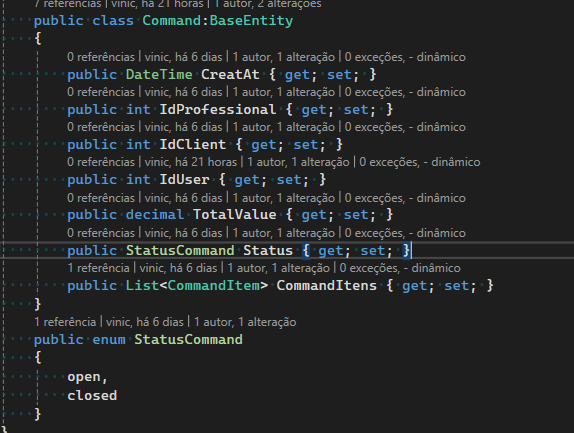 7 referências | vinic, há 21 horas | 1 autor, 2 alterações
public class Command:BaseEntity
{
0 referências | vinic, há 6 dias | 1 autor, 1 alteração | 0 exceções, - dinâmico
public DateTime CreatAt { get; set; }
0 referências | vinic, há 6 dias | 1 autor, 1 alteração | 0 exceções, - dinâmico
public int IdProfessional { get; set; }
0 referências | vinic, há 6 dias | 1 autor, 1 alteração | 0 exceções, - dinâmico
public int IdClient { get; set; }
0 referências | vinic, há 21 horas | 1 autor, 1 alteração | 0 exceções, - dinâmico
public int IdUser { get; set; }
0 referências | vinic, há 6 dias | 1 autor, 1 alteração | 0 exceções, - dinâmico
public decimal TotalValue { get; set; }
0 referências | vinic, há 6 dias | 1 autor, 1 alteração | 0 exceções, - dinâmico
public StatusCommand Status { get; set; }
1 referência | vinic, há 6 dias | 1 autor, 1 alteração | 0 exceções, - dinâmico
public List<CommandItem> CommandItens { get; set; }
}
1 referência | vinic, há 6 dias | 1 autor, 1 alteração
public enum StatusCommand
{
open,
closed
}
}